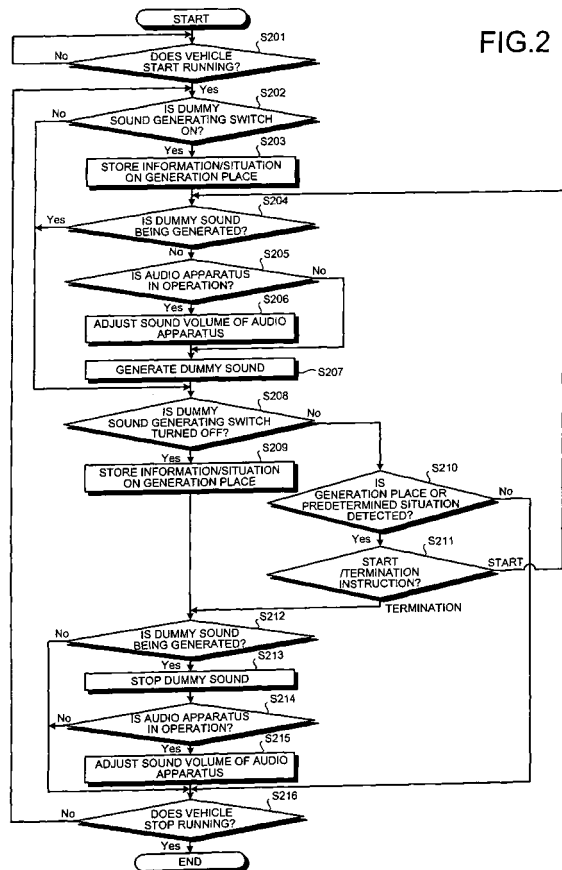 FIG.2
START
S201
DOES VEHICLE
START RUNNING?
No
Yes
S202
IS DUMMY
SOUND GENERATING SWITCH
ON?
No
Yes
S203
STORE INFORMATION/SITUATION
ON GENERATION PLACE
S204
IS DUMMY SOUND
BEING GENERATED?
Yes
No
S205
IS AUDIO APPARATUS
IN OPERATION?
No
Yes
S206
ADJUST SOUND VOLUME OF AUDIO
APPARATUS
GENERATE DUMMY SOUND
S207
S208
IS DUMMY
SOUND GENERATING SWITCH
TURNED OFF?
No
Yes
S209
STORE INFORMATION/SITUATION
ON GENERATION PLACE
S210
IS
GENERATION PLACE OR
PREDETERMINED SITUATION
DETECTED?
No
Yes
S211
START
/TERMINATION
INSTRUCTION?
START
TERMINATION
S212
IS DUMMY SOUND
BEING GENERATED?
No
Yes
S213
STOP DUMMY SOUND
S214
IS AUDIO APPARATUS
IN OPERATION?
No
Yes
S215
ADJUST SOUND VOLUME OF AUDIO
APPARATUS
S216
DOES VEHICLE
STOP RUNNING?
No
Yes
END